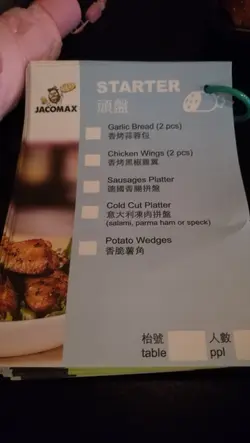 JACOMAX
STARTER
頭盤
Garlic Bread (2 pcs)
香烤蒜蓉包
Chicken Wings (2 pcs)
香烤黑椒雞翼
Sausages Platter
德國香腸拼盤
Cold Cut Platter
意大利凍肉拼盤
(salami, parma ham or speck)
Potato Wedges
香脆薯角
枱號 人數
table ppl